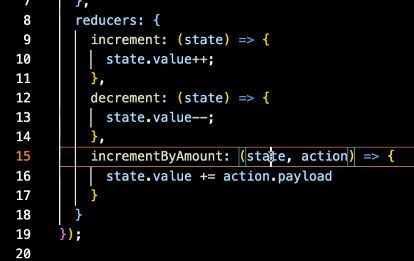 7 },
8 reducers: {
9 increment: (state) => {
10 state.value++;
11 },
12 decrement: (state) => {
13 state.value--;
14 },
15 incrementByAmount: (state, action) => {
16 state.value += action.payload
17 }
18 }
19 });
20